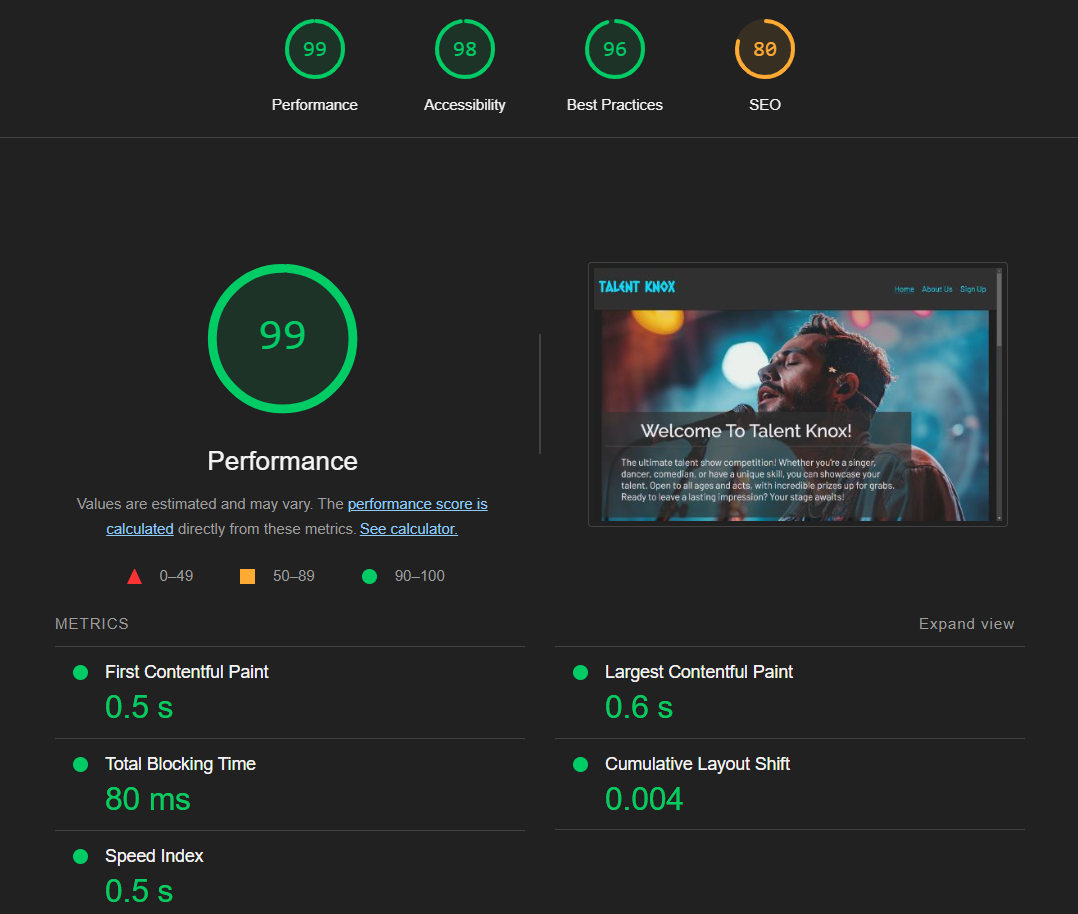 99
98
96
80
Performance
Accessibility
Best Practices
SEO
99
Performance
Values are estimated and may vary. The performance score is
calculated directly from these metrics. See calculator.
0–49
50–89
90–100
TALENT KNOX
Home About Us Sign Up
Welcome To Talent Knox!
The ultimate talent show competition! Whether you're a singer,
dancer, comedian, or have a unique skill, you can showcase your
talent. Open to all ages and acts, with incredible prizes up for grabs.
Ready to leave a lasting impression? Your stage awaits!
METRICS
Expand view
First Contentful Paint
0.5 s
Largest Contentful Paint
0.6 s
Total Blocking Time
80 ms
Cumulative Layout Shift
0.004
Speed Index
0.5 s